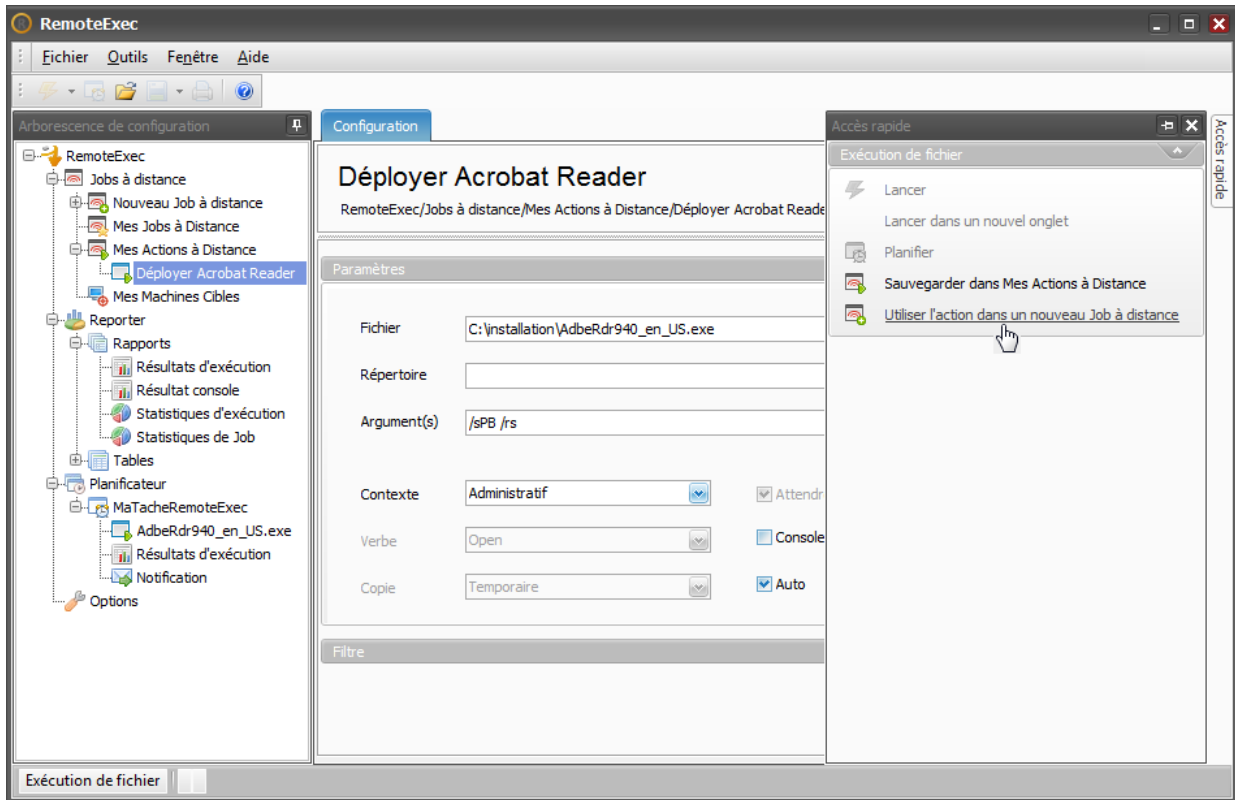 RemoteExec
Fichier Outils Fenêtre Aide
Arborescence de configuration
RemoteExec
Jobs à distance
Nouveau Job à distance
Mes Jobs à Distance
Mes Actions à Distance
Déployer Acrobat Reader
Mes Machines Cibles
Reporter
Rapports
Résultats d'exécution
Résultat console
Statistiques d'exécution
Statistiques de Job
Tables
Planificateur
MaTacheRemoteExec
AdbeRdr940_en_US.exe
Résultats d'exécution
Notification
Options
Configuration
Déployer Acrobat Reader
RemoteExec/Jobs à distance/Mes Actions à Distance/Déployer Acrobat Reade
Paramètres
Fichier C:\installation\AdbeRdr940_en_US.exe
Répertoire
Argument(s) /sPB /rs
Contexte Administratif Attendr
Verbe Open Console
Copie Temporaire Auto
Filtre
Accès rapide
Exécution de fichier
Lancer
Lancer dans un nouvel onglet
Planifier
Sauvegarder dans Mes Actions à Distance
Utiliser l'action dans un nouveau Job à distance
Accès rapide
Exécution de fichier